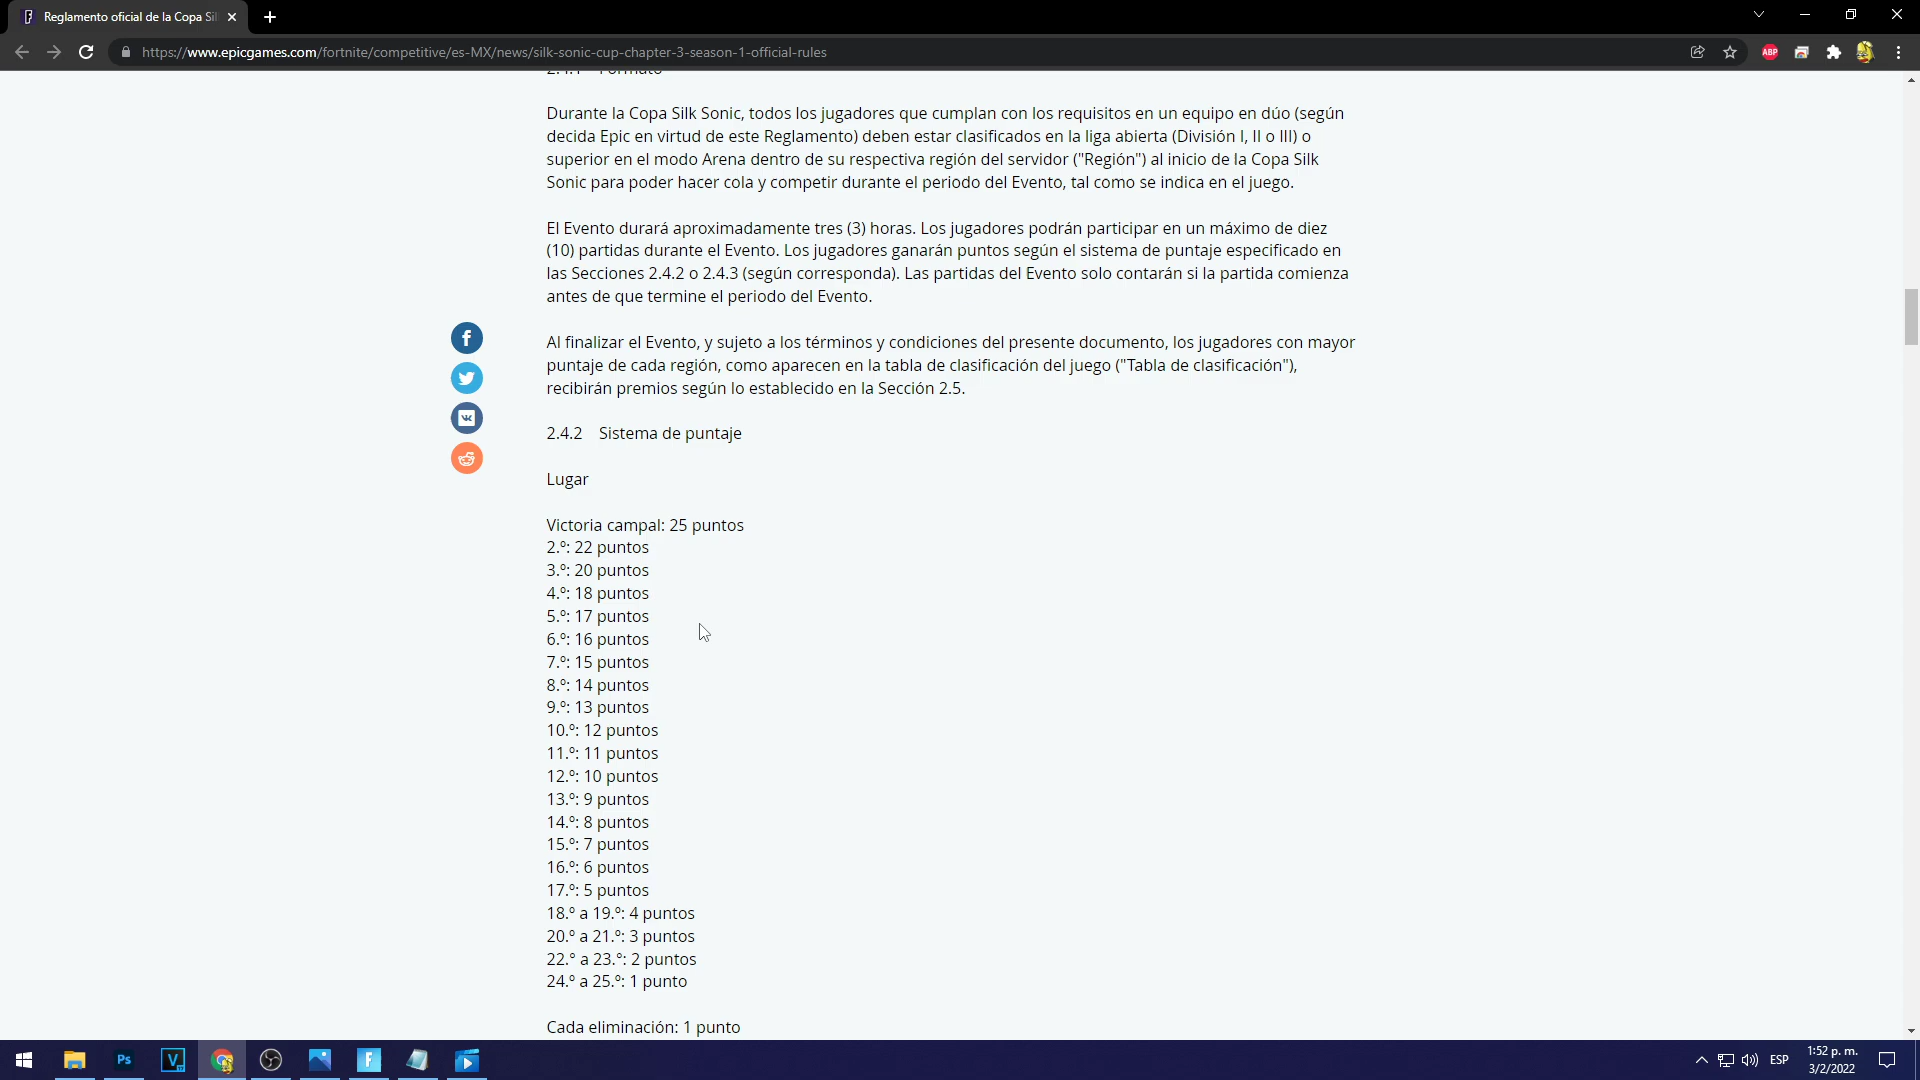 Reglamento oficial de la Copa Sil
https://www.epicgames.com/fortnite/competitive/es-MX/news/silk-sonic-cup-chapter-3-season-1-official-rules
ABP
2.4.1 Formato
Durante la Copa Silk Sonic, todos los jugadores que cumplan con los requisitos en un equipo en dúo (según
decida Epic en virtud de este Reglamento) deben estar clasificados en la liga abierta (División I, II o III) o
superior en el modo Arena dentro de su respectiva región del servidor ("Región") al inicio de la Copa Silk
Sonic para poder hacer cola y competir durante el periodo del Evento, tal como se indica en el juego.
El Evento durará aproximadamente tres (3) horas. Los jugadores podrán participar en un máximo de diez
(10) partidas durante el Evento. Los jugadores ganarán puntos según el sistema de puntaje especificado en
las Secciones 2.4.2 o 2.4.3 (según corresponda). Las partidas del Evento solo contarán si la partida comienza
antes de que termine el periodo del Evento.
Al finalizar el Evento, y sujeto a los términos y condiciones del presente documento, los jugadores con mayor
puntaje de cada región, como aparecen en la tabla de clasificación del juego ("Tabla de clasificación"),
recibirán premios según lo establecido en la Sección 2.5.
2.4.2 Sistema de puntaje
Lugar
Victoria campal: 25 puntos
2.º: 22 puntos
3.º: 20 puntos
4.º: 18 puntos
5.º: 17 puntos
6.º: 16 puntos
7.º: 15 puntos
8.º: 14 puntos
9.º: 13 puntos
10.º: 12 puntos
11.º: 11 puntos
12.º: 10 puntos
13.º: 9 puntos
14.º: 8 puntos
15.º: 7 puntos
16.º: 6 puntos
17.º: 5 puntos
18.º a 19.º: 4 puntos
20.º a 21.º: 3 puntos
22.° a 23.°: 2 puntos
24.º a 25.º: 1 punto
Cada eliminación: 1 punto
Ps
V
F
ESP
1:52 p. m.
3/2/2022